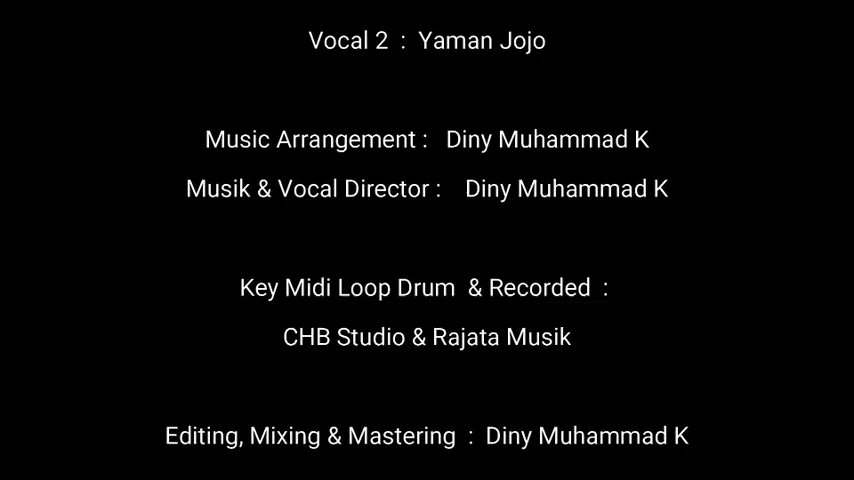 Vocal 2  :  Yaman Jojo
Music Arrangement :   Diny Muhammad K
Musik & Vocal Director :    Diny Muhammad K
Key Midi Loop Drum  & Recorded  :
CHB Studio & Rajata Musik
Editing, Mixing & Mastering  :  Diny Muhammad K